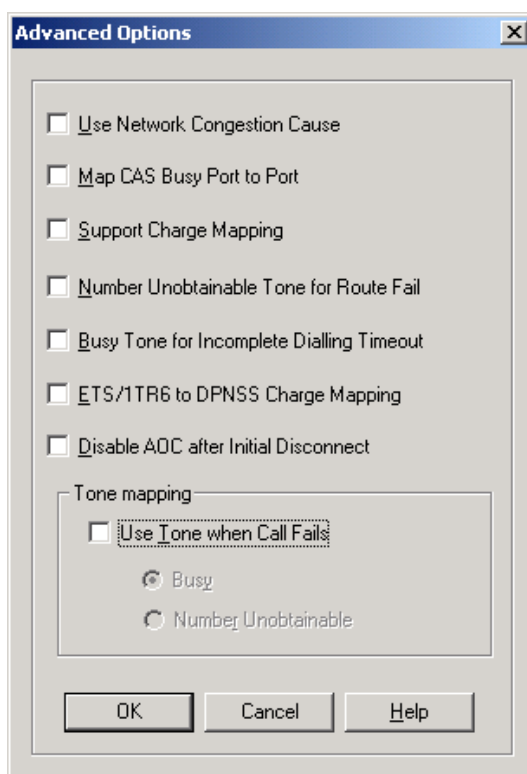 Advanced Options
Use Network Congestion Cause
Map CAS Busy Port to Port
Support Charge Mapping
Number Unobtainable Tone for Route Fail
Busy Tone for Incomplete Dialling Timeout
ETS/1TR6 to DPNSS Charge Mapping
Disable AOC after Initial Disconnect
Tone mapping
Use Tone when Call Fails
Busy
Number Unobtainable
OK Cancel Help